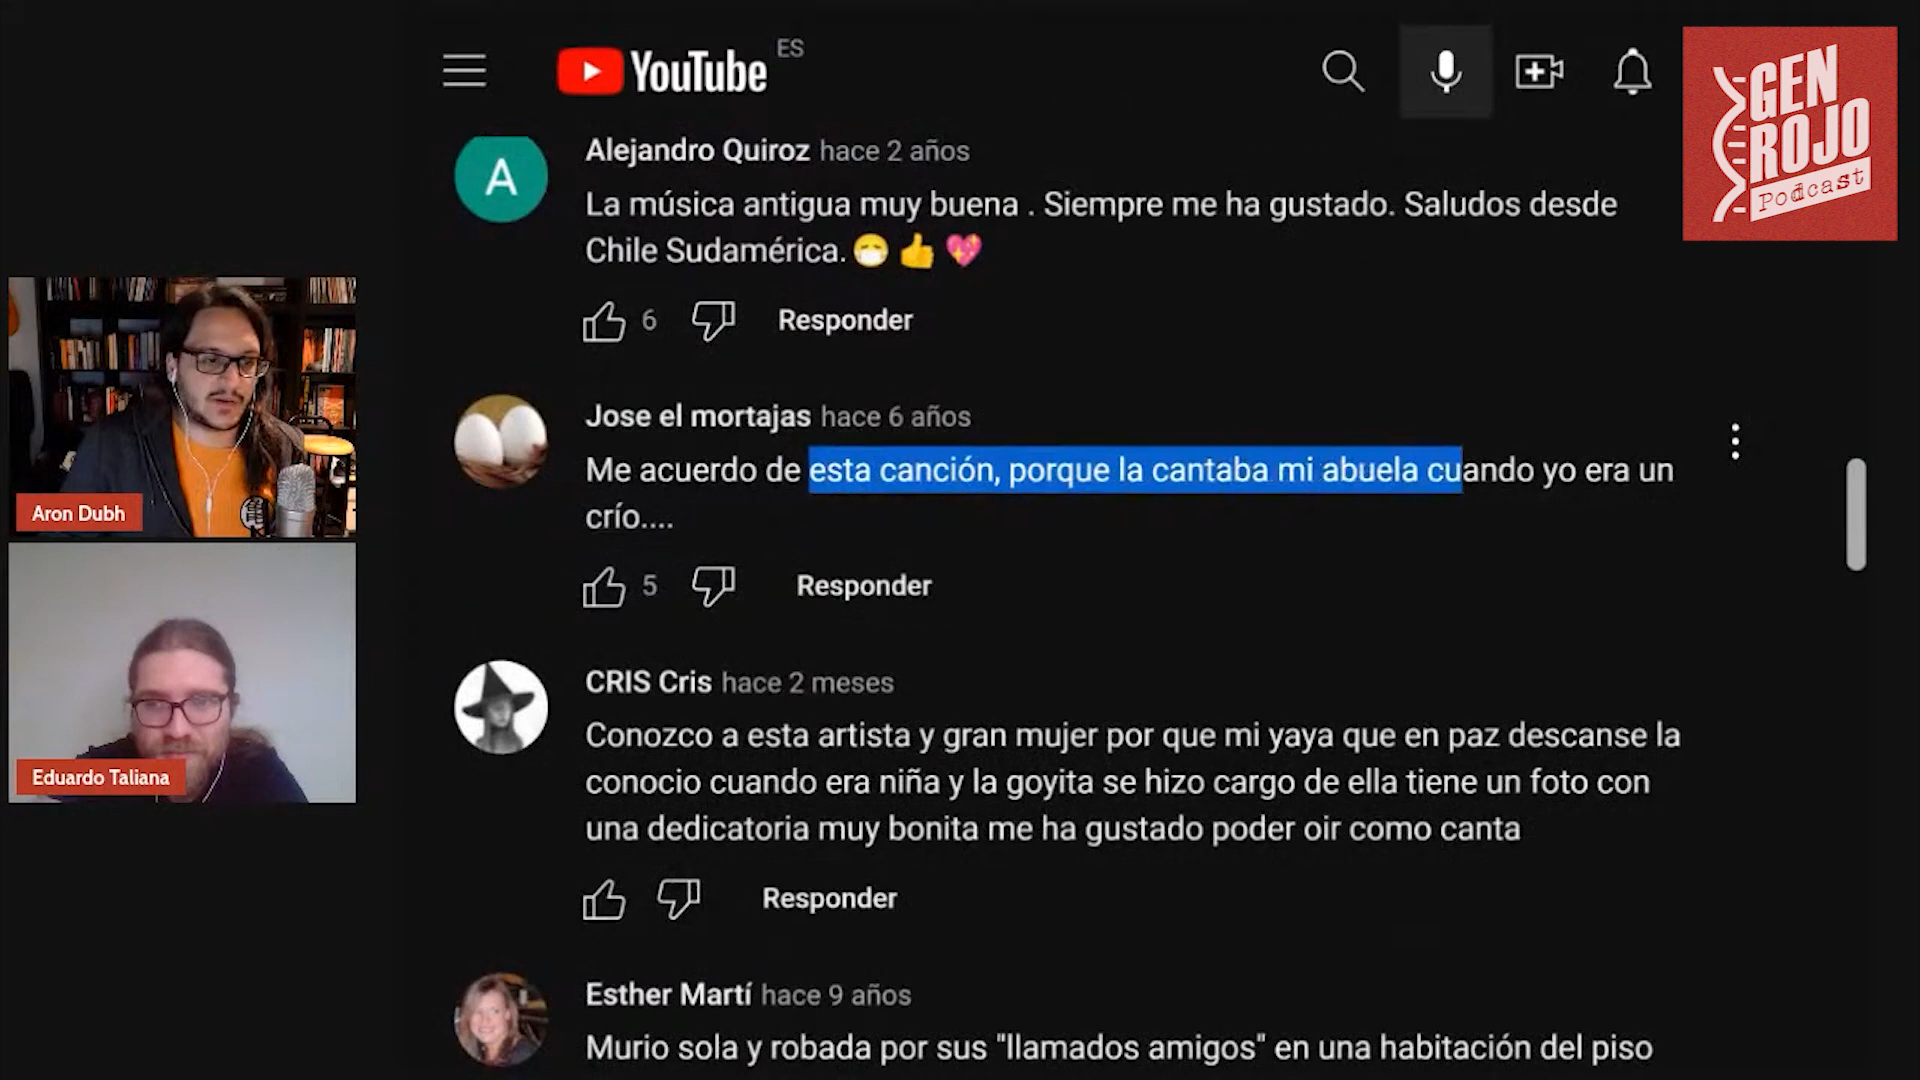 YouTube ES
GEN
ROJO
Podcast
Alejandro Quiroz hace 2 años
A
La música antigua muy buena . Siempre me ha gustado. Saludos desde
Chile Sudamérica. 😷 👍 💖
6 Responder
Jose el mortajas hace 6 años
Me acuerdo de esta canción, porque la cantaba mi abuela cuando yo era un
crío....
5 Responder
Aron Dubh
CRIS Cris hace 2 meses
Conozco a esta artista y gran mujer por que mi yaya que en paz descanse la
conocio cuando era niña y la goyita se hizo cargo de ella tiene un foto con
una dedicatoria muy bonita me ha gustado poder oir como canta
Responder
Eduardo Taliana
Esther Martí hace 9 años
Murio sola y robada por sus "llamados amigos" en una habitación del piso